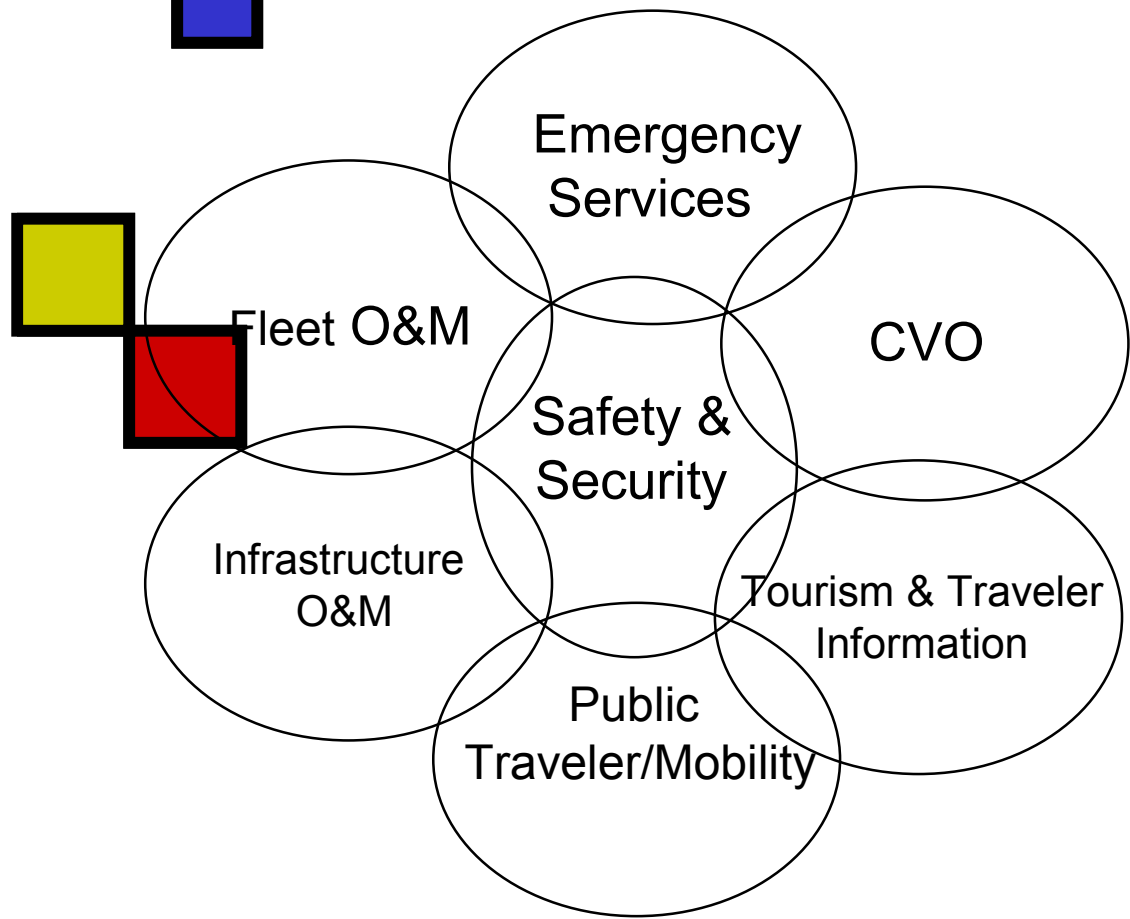 Emergency
Services
Fleet O&M
CVO
Safety &
Security
Infrastructure
O&M
Tourism & Traveler
Information
Public
Traveler/Mobility